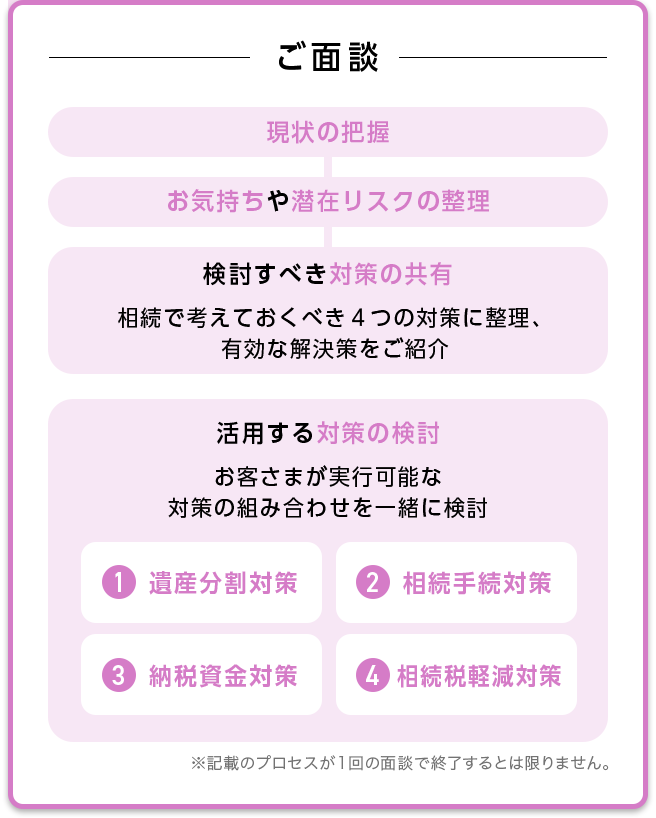 ご面談
現状の把握
お気持ちや潜在リスクの整理
検討すべき対策の共有
相続で考えておくべき4つの対策に整理、
有効な解決策をご紹介
活用する対策の検討
お客さまが実行可能な
対策の組み合わせを一緒に検討
1 遺産分割対策
2 相続手続対策
3 納税資金対策
4 相続税軽減対策
※記載のプロセスが1回の面談で終了するとは限りません。